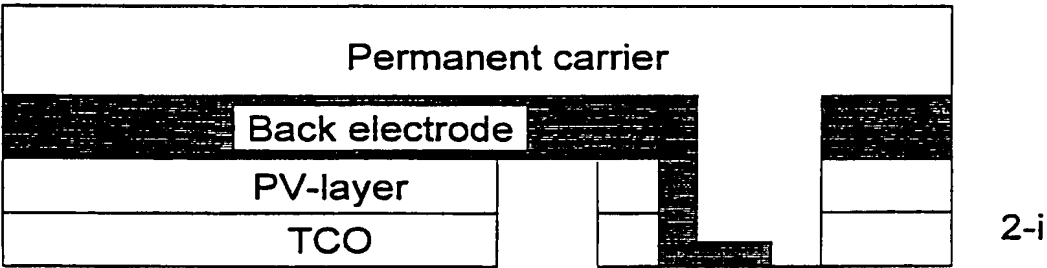 Permanent carrier
Back electrode
PV-layer
TCO
2-i